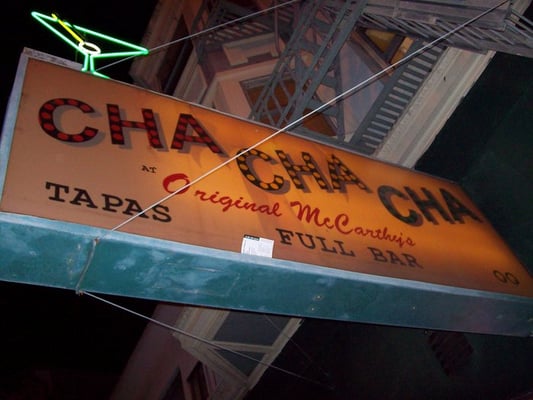 CHA CHA CHA
AT Original McCarthy's
TAPAS FULL BAR